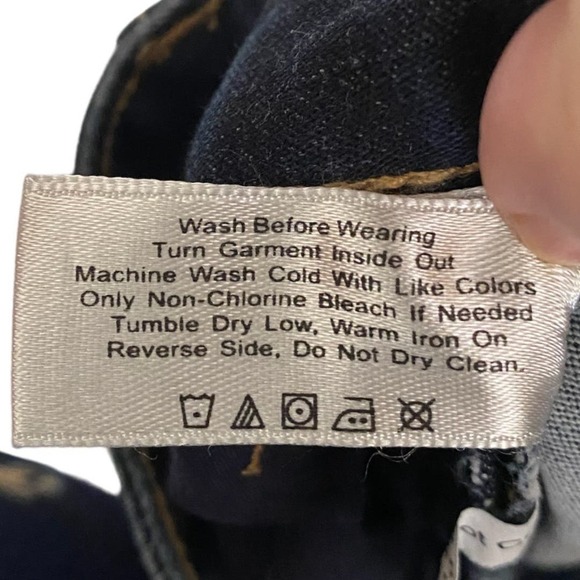 Wash Before Wearing
Turn Garment Inside Out
Machine Wash Cold With Like Colors
Only Non-Chlorine Bleach If Needed
Tumble Dry Low, Warm Iron On
Reverse Side, Do Not Dry Clean.